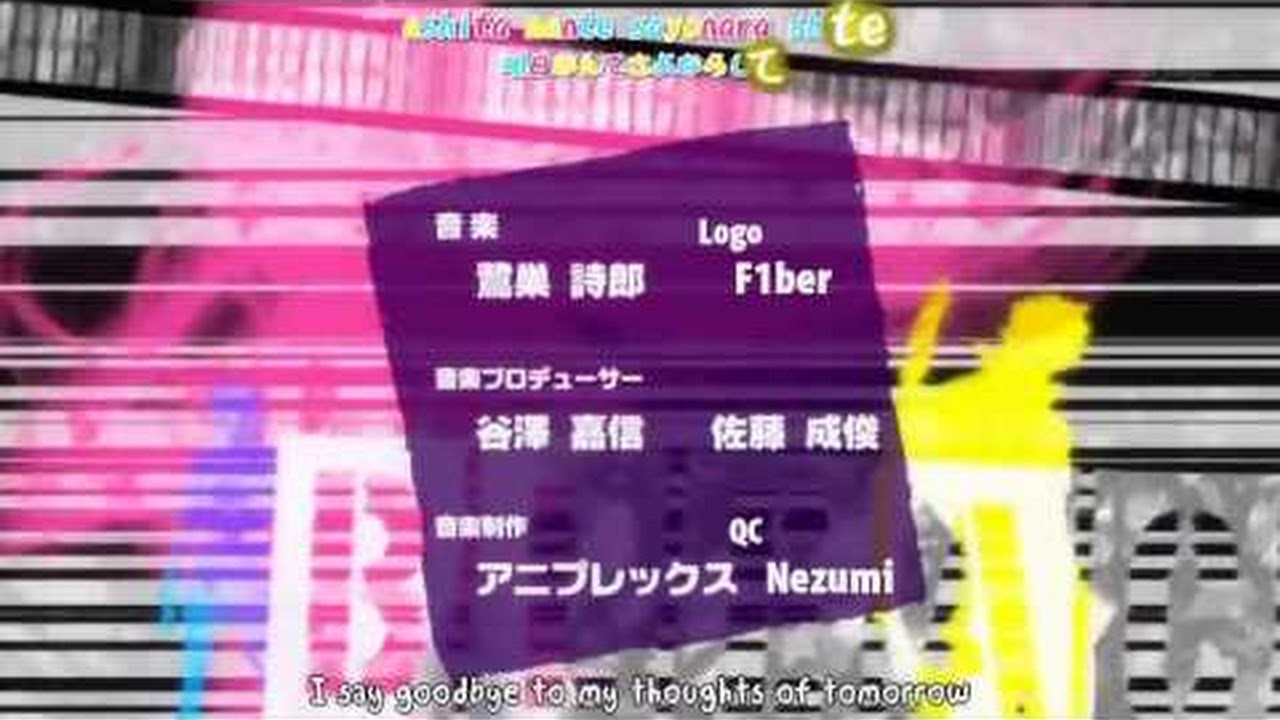 ashita nante sayonara shite
明日なんてさよならして
音楽 Logo
鷺巣 詩郎 F1ber
音楽プロデューサー
谷澤 嘉信 佐藤 成俊
音楽制作 QC
アニプレックス Nezumi
I say goodbye to my thoughts of tomorrow